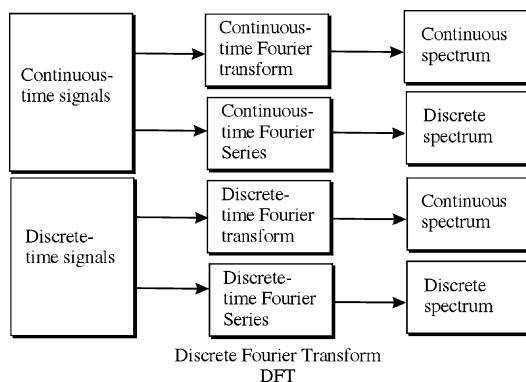 Continuous-
time signals
Continuous-
time Fourier
transform
Continuous
spectrum
Continuous-
time Fourier
Series
Discrete
spectrum
Discrete-
time signals
Discrete-
time Fourier
transform
Continuous
spectrum
Discrete-
time Fourier
Series
Discrete
spectrum
Discrete Fourier Transform
DFT